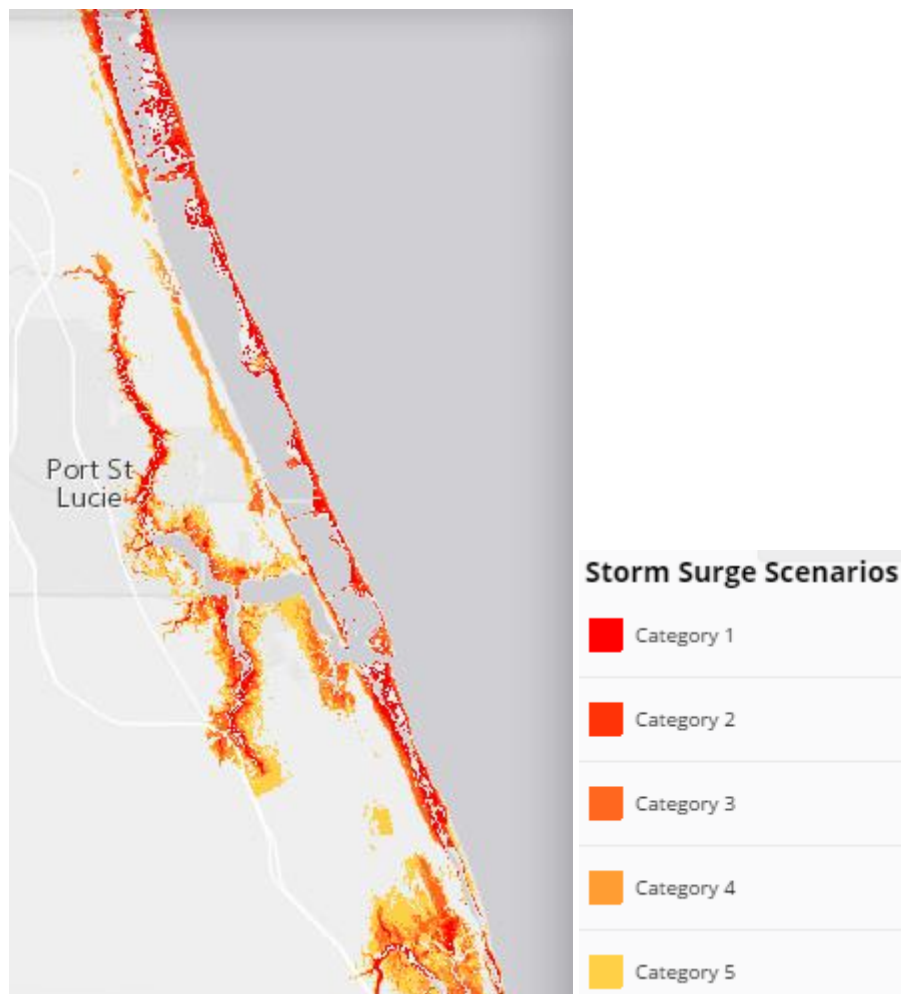 Port St
Lucie
Storm Surge Scenarios
Category 1
Category 2
Category 3
Category 4
Category 5